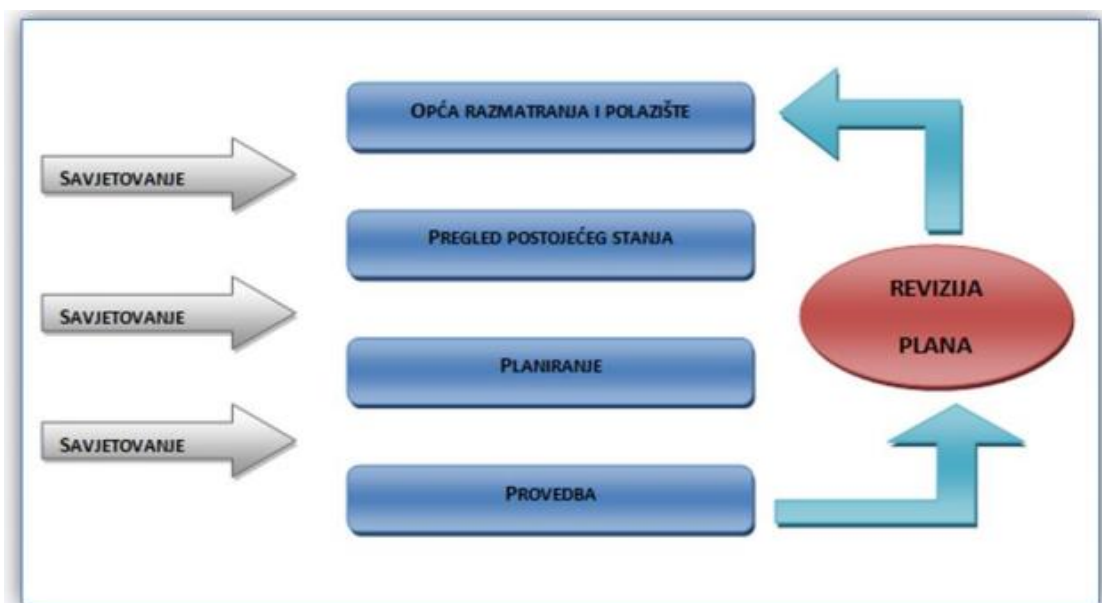 OPĆA RAZMATRANJA I POLAZIŠTE
SAVJETOVANJE
PREGLED POSTOJEĆEG STANJA
REVIZIJA
PLANA
SAVJETOVANJE
PLANIRANJE
SAVJETOVANJE
PROVEDBA